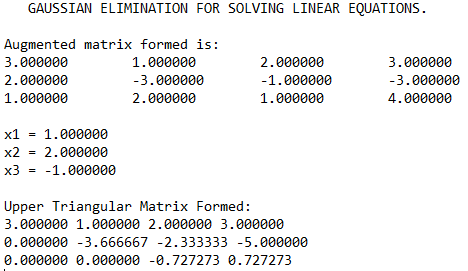 GAUSSIAN ELIMINATION FOR SOLVING LINEAR EQUATIONS.
Augmented matrix formed is:
3.000000 1.000000 2.000000 3.000000
2.000000 -3.000000 -1.000000 -3.000000
1.000000 2.000000 1.000000 4.000000
x1 = 1.000000
x2 = 2.000000
x3 = -1.000000
Upper Triangular Matrix Formed:
3.000000 1.000000 2.000000 3.000000
0.000000 -3.666667 -2.333333 -5.000000
0.000000 0.000000 -0.727273 0.727273